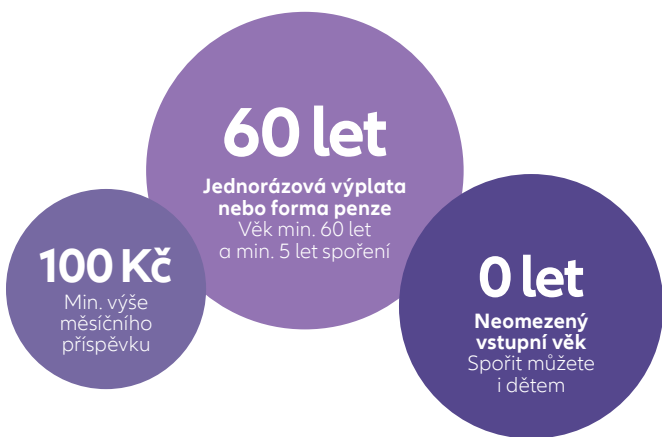 60 let
Jednorázová výplata
nebo forma penze
Věk min. 60 let
a min. 5 let spoření
100 Kč
Min. výše
měsíčního
příspěvku
0 let
Neomezený
vstupní věk
Spořit můžete
i dětem